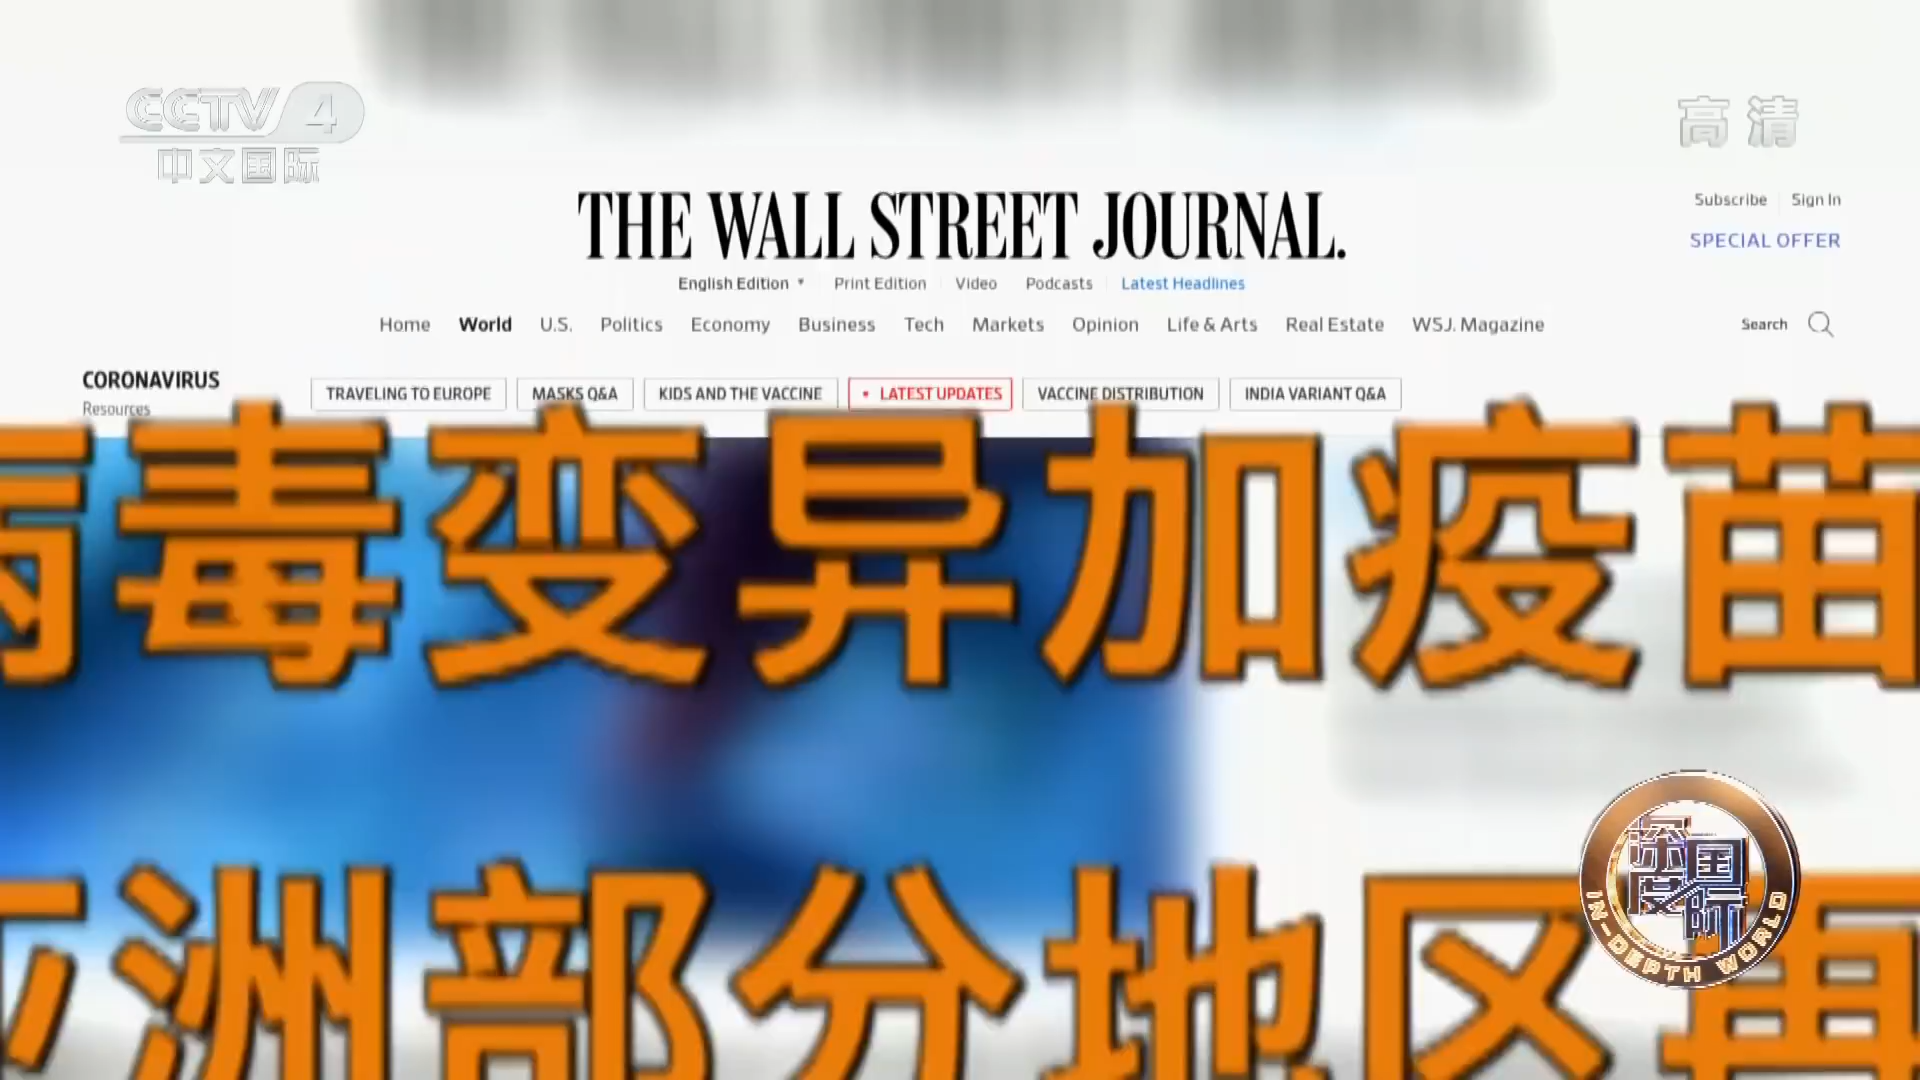 CCTV 4
中文国际
高清
THE WALL STREET JOURNAL.
Subscribe Sign In
SPECIAL OFFER
English Edition Print Edition Video Podcasts Latest Headlines
Home World U.S. Politics Economy Business Tech Markets Opinion Life & Arts Real Estate WSJ. Magazine Search
CORONAVIRUS
Resources
TRAVELING TO EUROPE MASKS Q&A KIDS AND THE VACCINE • LATEST UPDATES VACCINE DISTRIBUTION INDIA VARIANT Q&A
病毒变异加疫苗
亚洲部分地区再
深度国际
IN-DEPTH WORLD